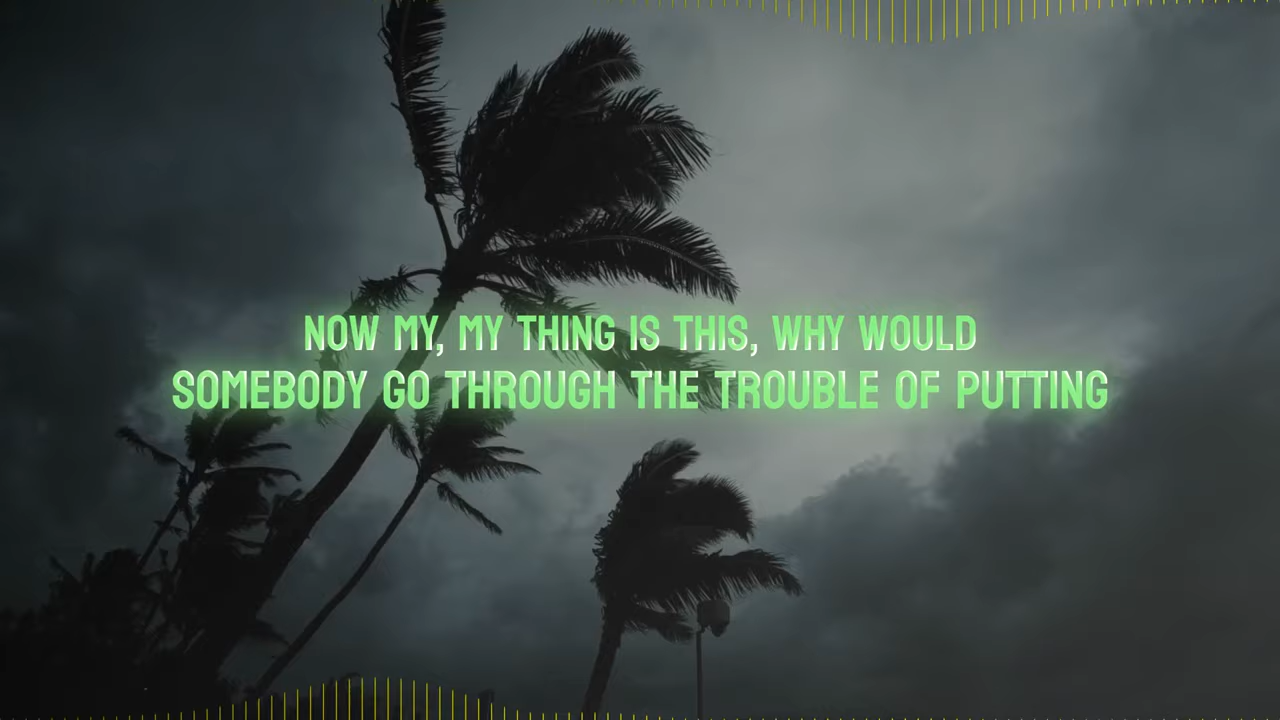 NOW MY, MY THING IS THIS, WHY WOULD
SOMEBODY GO THROUGH THE TROUBLE OF PUTTING